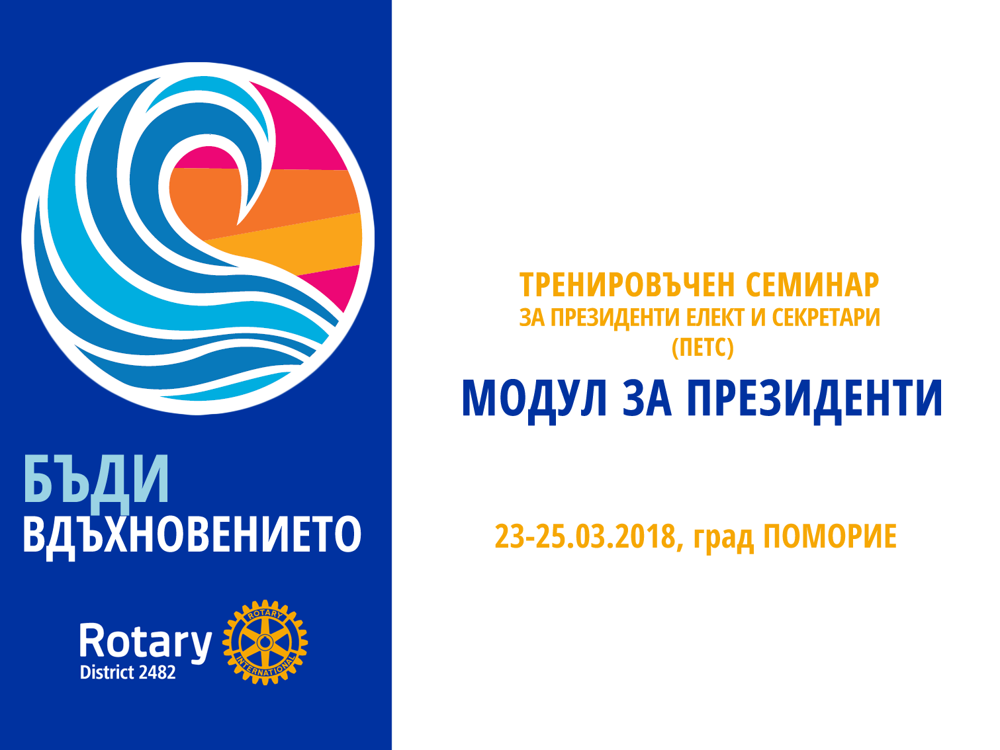 БЪДИ
ВДЪХНОВЕНИЕТО
Rotary
District 2482
ROTARY
INTERNATIONAL
ТРЕНИРОВЪЧЕН СЕМИНАР
ЗА ПРЕЗИДЕНТИ ЕЛЕКТ И СЕКРЕТАРИ
(ПЕТС)
МОДУЛ ЗА ПРЕЗИДЕНТИ
23-25.03.2018, град ПОМОРИЕ